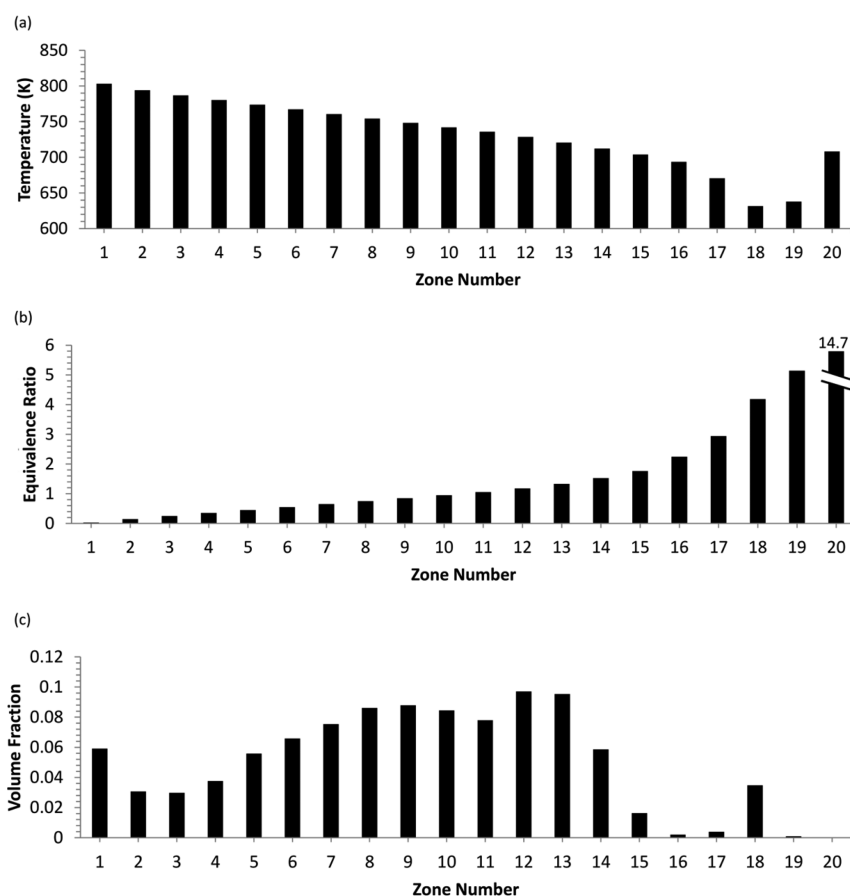 (a)
Temperature (K)
850
800
750
700
650
600
1 2 3 4 5 6 7 8 9 10 11 12 13 14 15 16 17 18 19 20
Zone Number
(b)
Equivalence Ratio
14.7
6
5
4
3
2
1
0
1 2 3 4 5 6 7 8 9 10 11 12 13 14 15 16 17 18 19 20
Zone Number
(c)
Volume Fraction
0.12
0.1
0.08
0.06
0.04
0.02
0
1 2 3 4 5 6 7 8 9 10 11 12 13 14 15 16 17 18 19 20
Zone Number